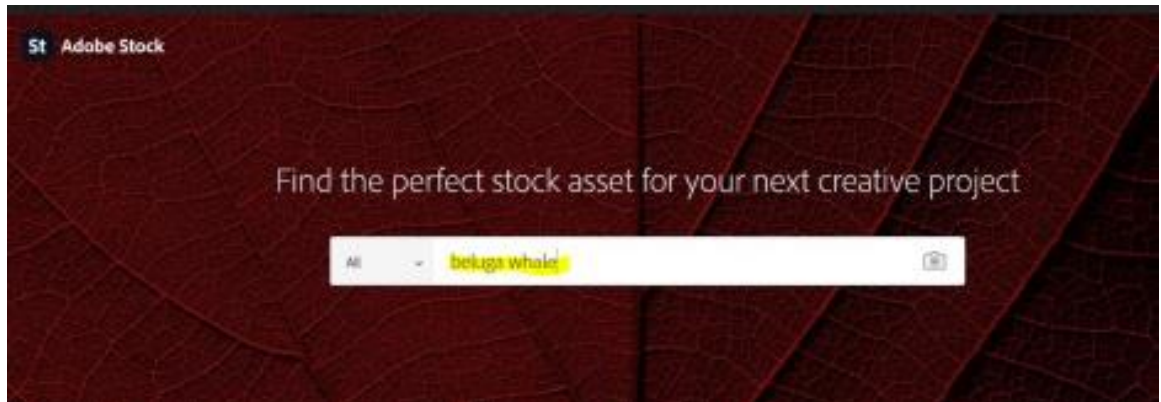 St Adobe Stock
Find the perfect stock asset for your next creative project
All beluga whale